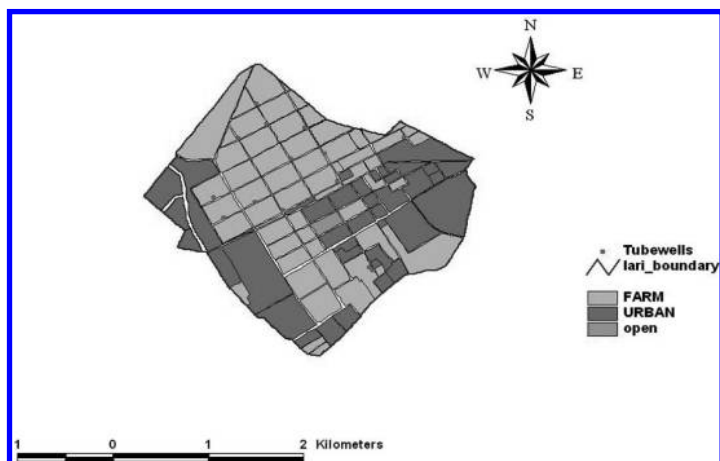 N
W E
S
Tubewells
lari_boundary
FARM
URBAN
open
1 0 1 2 Kilometers